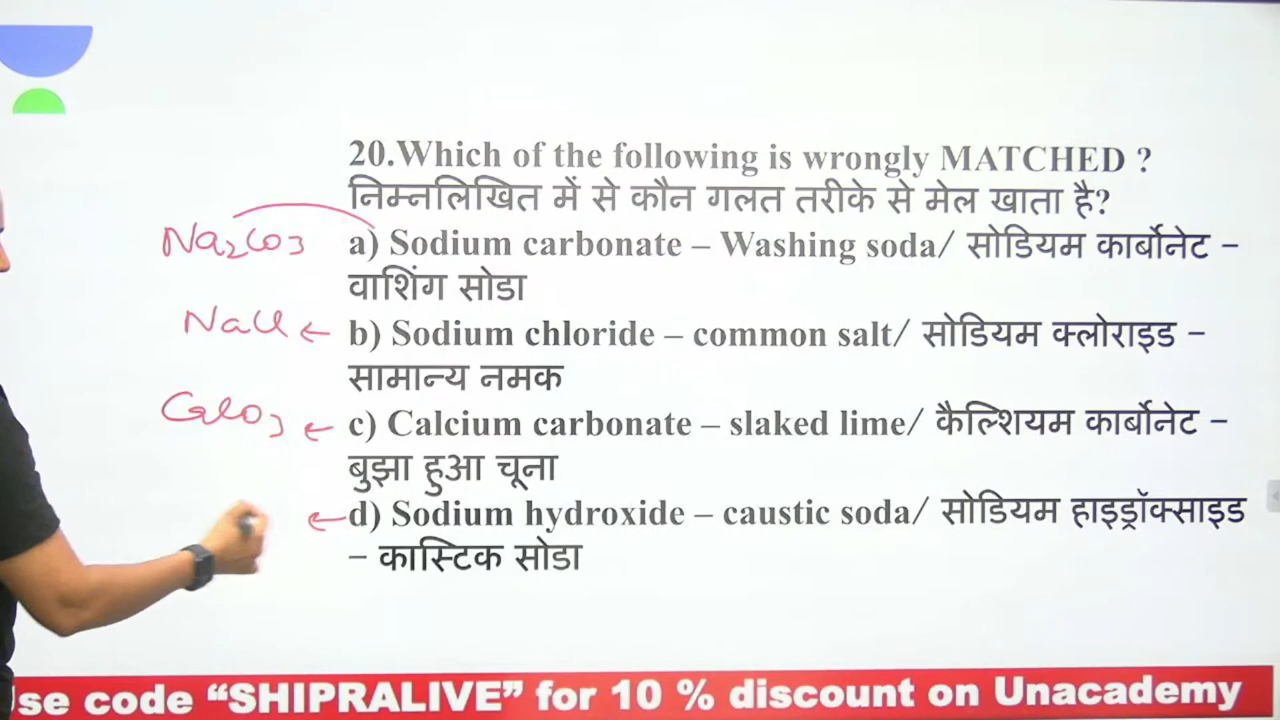 20.Which of the following is wrongly MATCHED ?
निम्नलिखित में से कौन गलत तरीके से मेल खाता है?
Na2CO3
a) Sodium carbonate – Washing soda/ सोडियम कार्बोनेट –
वाशिंग सोडा
NaCl ←
b) Sodium chloride – common salt/ सोडियम क्लोराइड –
सामान्य नमक
CaCO3 ←
c) Calcium carbonate – slaked lime/ कैल्शियम कार्बोनेट –
बुझा हुआ चूना
← d) Sodium hydroxide – caustic soda/ सोडियम हाइड्रॉक्साइड
– कास्टिक सोडा
se code “SHIPRALIVE” for 10 % discount on Unacademy